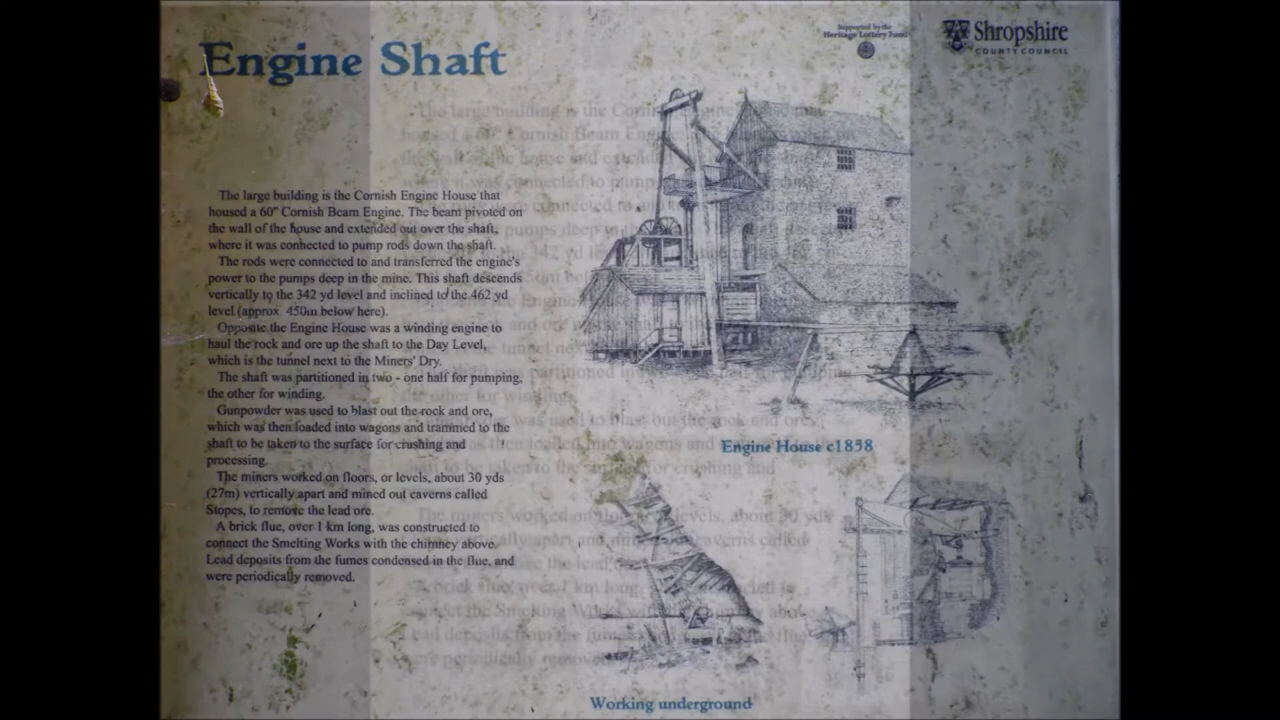 Engine Shaft
Supported by the
Heritage Lottery Fund
Shropshire
COUNTY COUNCIL
The large building is the Cornish Engine House that
housed a 60" Cornish Beam Engine. The beam pivoted on
the wall of the house and extended out over the shaft,
where it was connected to pump rods down the shaft.
The rods were connected to and transferred the engine's
power to the pumps deep in the mine. This shaft descends
vertically to the 342 yd level and inclined to the 462 yd
level (approx. 450m below here).
Opposite the Engine House was a winding engine to
haul the rock and ore up the shaft to the Day Level,
which is the tunnel next to the Miners' Dry.
The shaft was partitioned in two - one half for pumping,
the other for winding.
Gunpowder was used to blast out the rock and ore,
which was then loaded into wagons and trammed to the
shaft to be taken to the surface for crushing and
processing.
The miners worked on floors, or levels, about 30 yds
(27m) vertically apart and mined out caverns called
Stopes, to remove the lead ore.
A brick flue, over 1 km long, was constructed to
connect the Smelting Works with the chimney above.
Lead deposits from the fumes condensed in the flue, and
were periodically removed.
Engine House c1858
Working underground